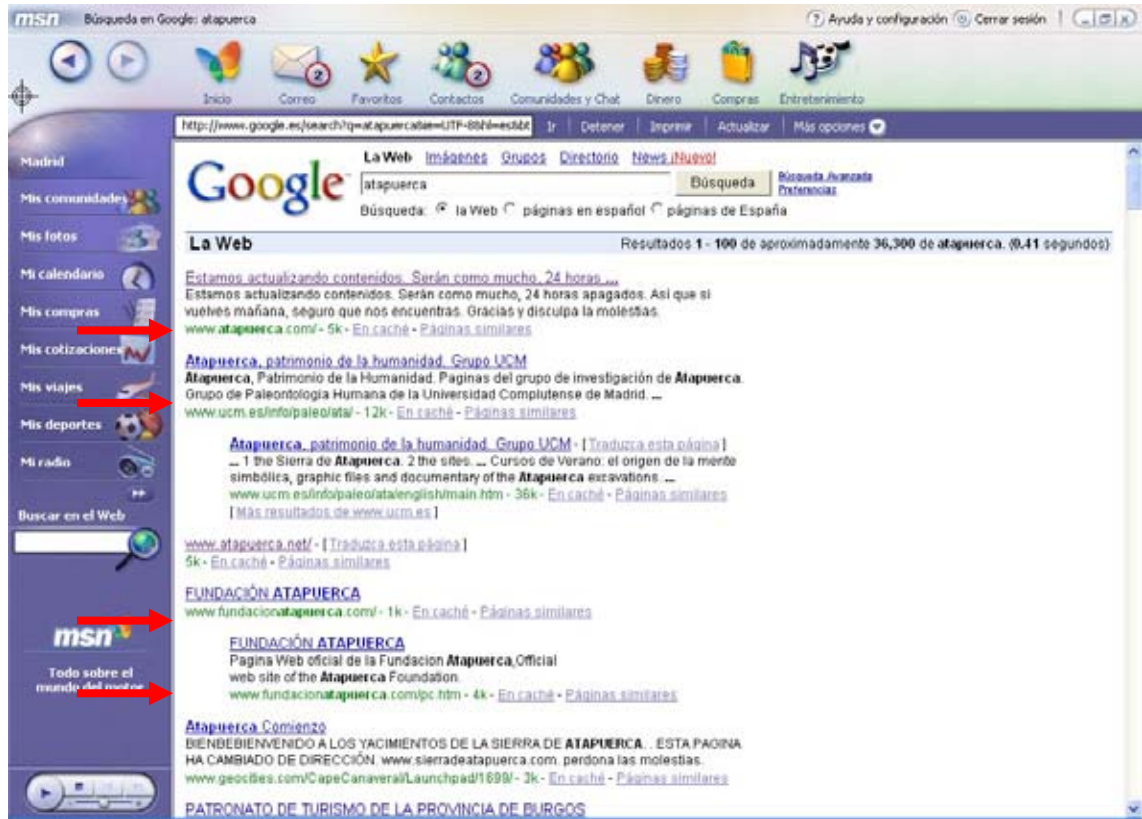 msn Búsqueda en Google: atapuerca Ayuda y configuración Cerrar sesión
2 2
Inicio Correo Favoritos Contactos Comunidades y Chat Dinero Compras Entretenimiento
http://www.google.es/search?q=atapuerca&ie=UTF-8&hl=es&bt Ir Detener Imprimir Actualizar Más opciones
Madrid
Mis comunidades
Mis fotos
Mi calendario
Mis compras
Mis cotizaciones
Mis viajes
Mis deportes
Mi radio
Buscar en el Web
msn
Todo sobre el
mundo del motor
La Web Imágenes Grupos Directorio News ¡Nuevo!
Google
atapuerca Búsqueda Búsqueda Avanzada
Preferencias
Búsqueda: la Web páginas en español páginas de España
La Web Resultados 1 - 100 de aproximadamente 36,300 de atapuerca. (0.41 segundos)
Estamos actualizando contenidos. Serán como mucho, 24 horas ...
Estamos actualizando contenidos. Serán como mucho, 24 horas apagados. Así que si
vuelves mañana, seguro que nos encuentras. Gracias y disculpa la molestias.
www.atapuerca.com/ - 5k - En caché - Páginas similares
Atapuerca, patrimonio de la humanidad. Grupo UCM
Atapuerca, Patrimonio de la Humanidad. Paginas del grupo de investigación de Atapuerca.
Grupo de Paleontología Humana de la Universidad Complutense de Madrid. ...
www.ucm.es/info/paleo/ata/ - 12k - En caché - Páginas similares
Atapuerca, patrimonio de la humanidad. Grupo UCM - [ Traduzca esta página ]
... 1 the Sierra de Atapuerca. 2 the sites. ... Cursos de Verano: el origen de la mente
simbólica, graphic files and documentary of the Atapuerca excavations. ...
www.ucm.es/info/paleo/ata/english/main.htm - 36k - En caché - Páginas similares
[ Más resultados de www.ucm.es ]
www.atapuerca.net/ - [ Traduzca esta página ]
5k - En caché - Páginas similares
FUNDACIÓN ATAPUERCA
www.fundacionatapuerca.com/ - 1k - En caché - Páginas similares
FUNDACIÓN ATAPUERCA
Pagina Web oficial de la Fundacion Atapuerca,Official
web site of the Atapuerca Foundation.
www.fundacionatapuerca.com/pc.htm - 4k - En caché - Páginas similares
Atapuerca Comienzo
BIENBEBIENVENIDO A LOS YACIMIENTOS DE LA SIERRA DE ATAPUERCA. . ESTA PAGINA
HA CAMBIADO DE DIRECCIÓN. www.sierradeatapuerca.com. perdona las molestias.
www.geocities.com/CapeCanaveral/Launchpad/1699/ - 3k - En caché - Páginas similares
PATRONATO DE TURISMO DE LA PROVINCIA DE BURGOS